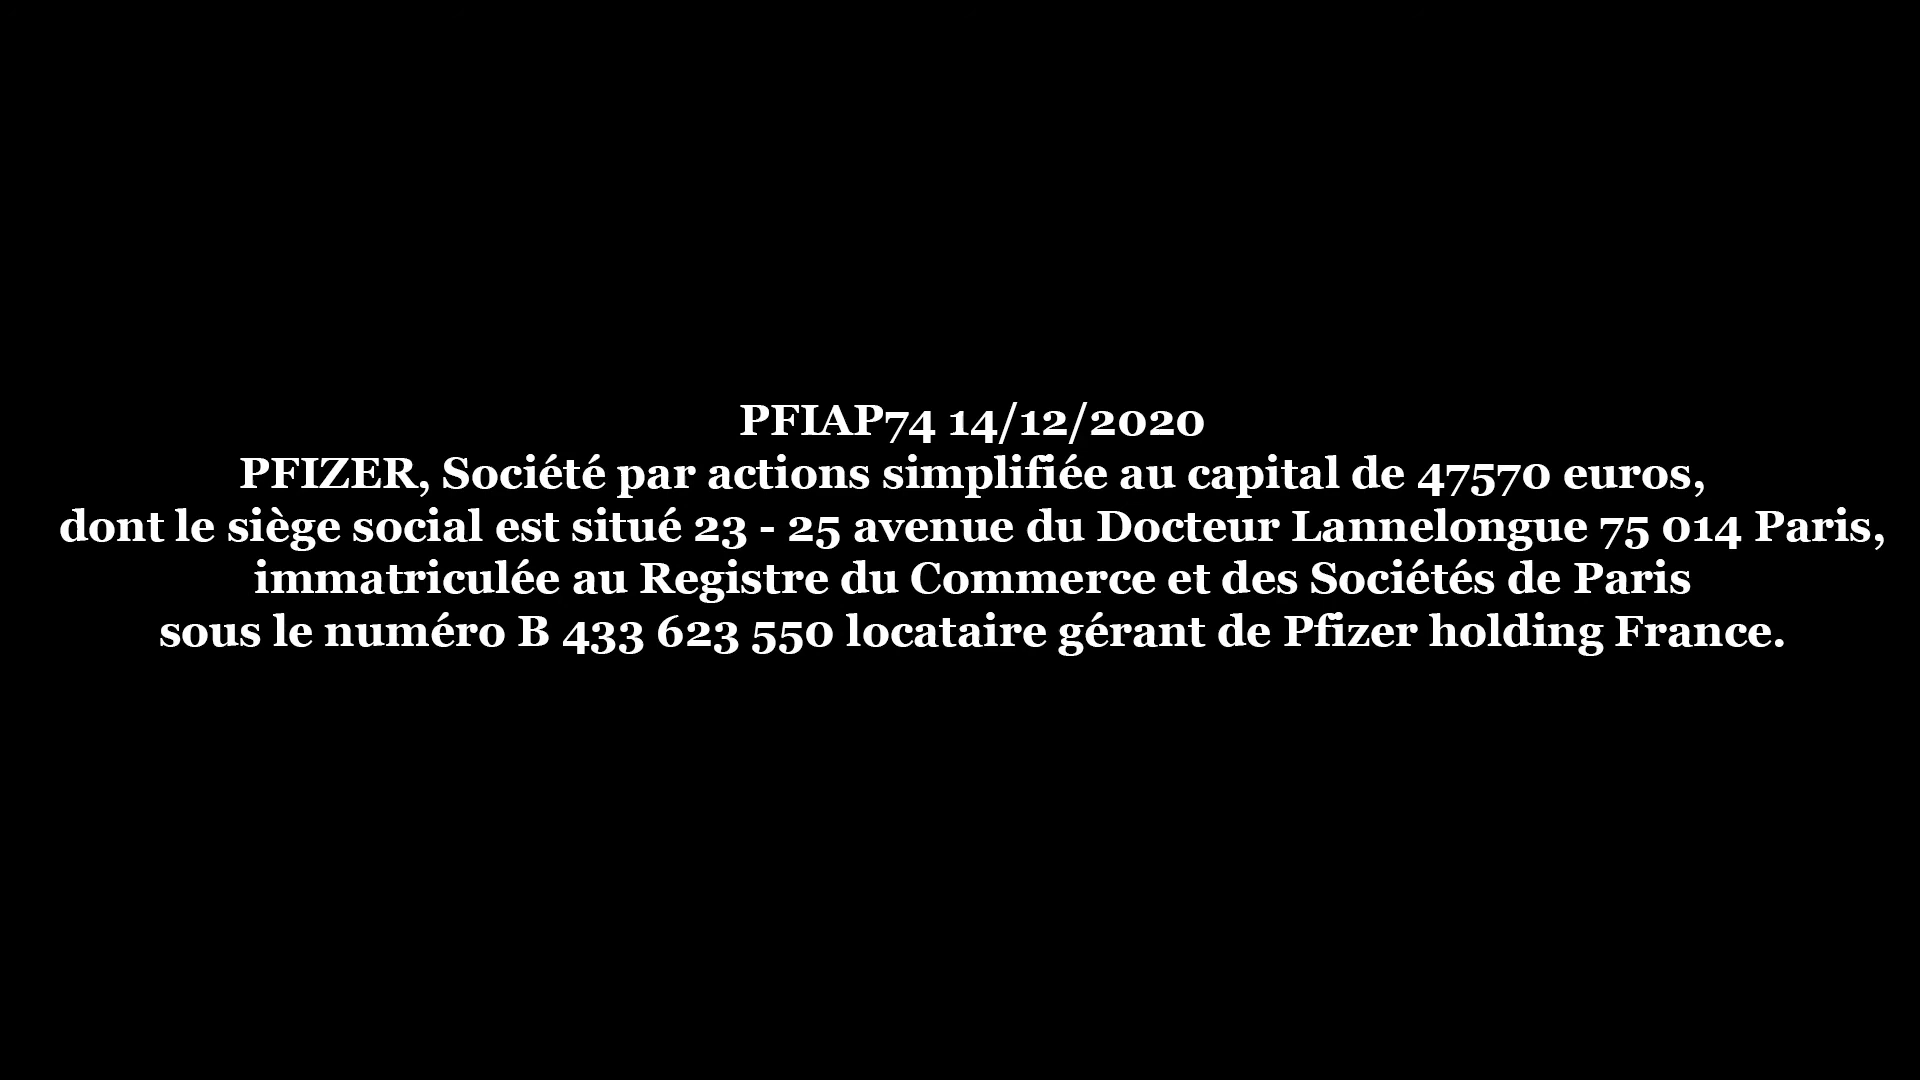 PFIAP74 14/12/2020
PFIZER, Société par actions simplifiée au capital de 47570 euros,
dont le siège social est situé 23 - 25 avenue du Docteur Lannelongue 75 014 Paris,
immatriculée au Registre du Commerce et des Sociétés de Paris
sous le numéro B 433 623 550 locataire gérant de Pfizer holding France.